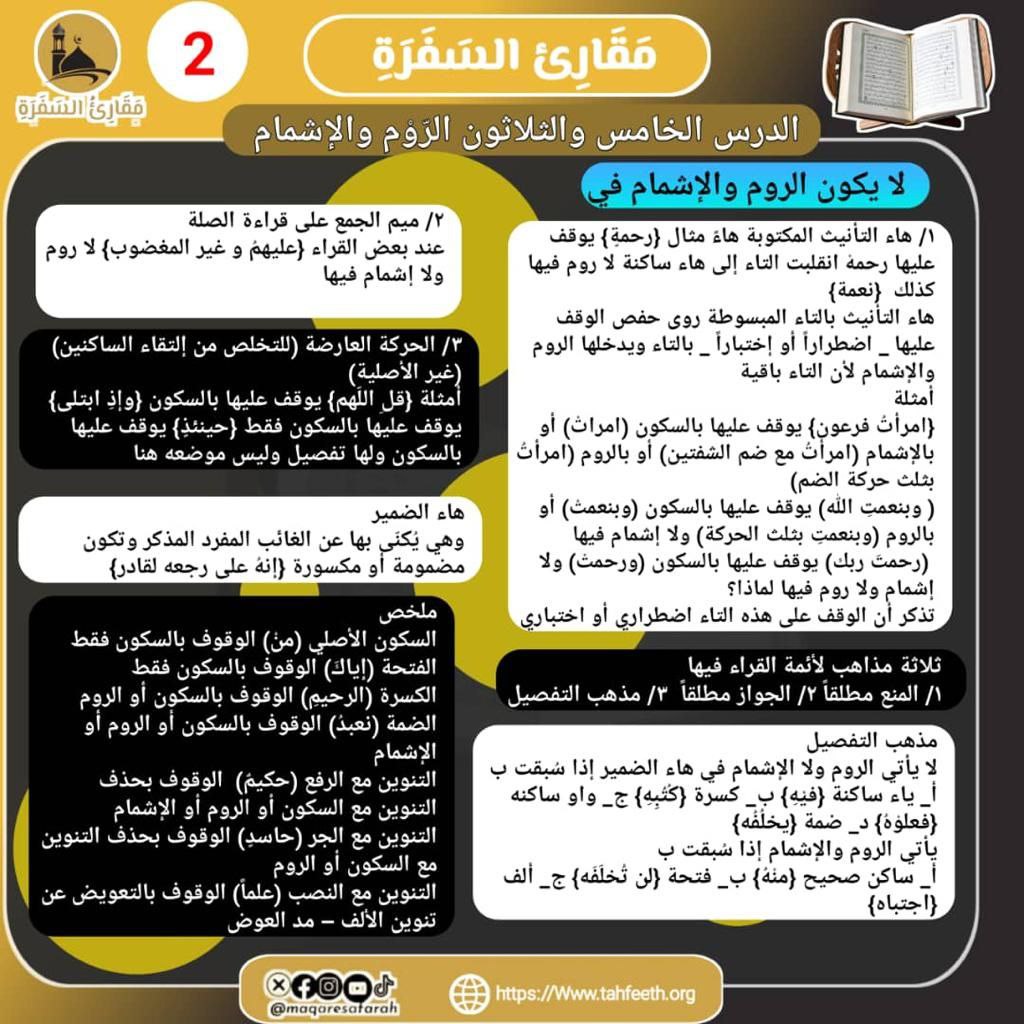 مَقَارِئُ السَفَرَةِ
2
مَقَارِئ السَفَرَةِ
الدرس الخامس والثلاثون الرّوْم والإشمام
لا يكون الروم والإشمام في
١/ هاء التأنيث المكتوبة هاءً مثال {رحمةِ} يوقف
عليها رحمهْ انقلبت التاء إلى هاء ساكنة لا روم فيها
كذلك {نعمة}
هاء التأنيث بالتاء المبسوطة روى حفص الوقف
عليها _ اضطراراً أو إختباراً _ بالتاء ويدخلها الروم
والإشمام لأن التاء باقية
أمثلة
{امرأتُ فرعون} يوقف عليها بالسكون (امراتْ) أو
بالإشمام (امرأتُ مع ضم الشفتين) أو بالروم (امرأتُ
بثلث حركة الضم)
( وبنعمتِ الله) يوقف عليها بالسكون (وبنعمتْ) أو
بالروم (وبنعمتِ بثلث الحركة) ولا إشمام فيها
(رحمتَ ربك) يوقف عليها بالسكون (ورحمتْ) ولا
إشمام ولا روم فيها لماذا؟
تذكر أن الوقف على هذه التاء اضطراري أو اختباري
٢/ ميم الجمع على قراءة الصلة
عند بعض القراء {عليهمُ و غير المغضوب} لا روم
ولا إشمام فيها
٣/ الحركة العارضة (للتخلص من إلتقاء الساكنين)
(غير الأصلية)
أمثلة {قلِ اللهم} يوقف عليها بالسكون {وإذِ ابتلى}
يوقف عليها بالسكون فقط {حينئذٍ} يوقف عليها
بالسكون ولها تفصيل وليس موضعه هنا
هاء الضمير
وهي يُكنَى بها عن الغائب المفرد المذكر وتكون
مضمومة أو مكسورة {إنهُ على رجعه لقادر}
ثلاثة مذاهب لأئمة القراء فيها
١/ المنع مطلقاً ٢/ الجواز مطلقاً ٣/ مذهب التفصيل
مذهب التفصيل
لا يأتي الروم ولا الإشمام في هاء الضمير إذا سُبقت ب
أ_ ياء ساكنة {فيْهِ} ب_ كسرة {كُتُبِهِ} ج_ واو ساكنه
{فعلوْهُ} د_ ضمة {يخلُفُه}
يأتي الروم والإشمام إذا سُبقت ب
أ_ ساكن صحيح {منْهُ} ب_ فتحة {لن تُخلَفَه} ج_ ألف
{اجتباه}
ملخص
السكون الأصلي (منْ) الوقوف بالسكون فقط
الفتحة (إياكَ) الوقوف بالسكون فقط
الكسرة (الرحيمِ) الوقوف بالسكون أو الروم
الضمة (نعبدُ) الوقوف بالسكون أو الروم أو
الإشمام
التنوين مع الرفع (حكيمٌ) الوقوف بحذف
التنوين مع السكون أو الروم أو الإشمام
التنوين مع الجر (حاسدٍ) الوقوف بحذف التنوين
مع السكون أو الروم
التنوين مع النصب (علماً) الوقوف بالتعويض عن
تنوين الألف – مد العوض
@maqaresafarah
https://Www.tahfeeth.org